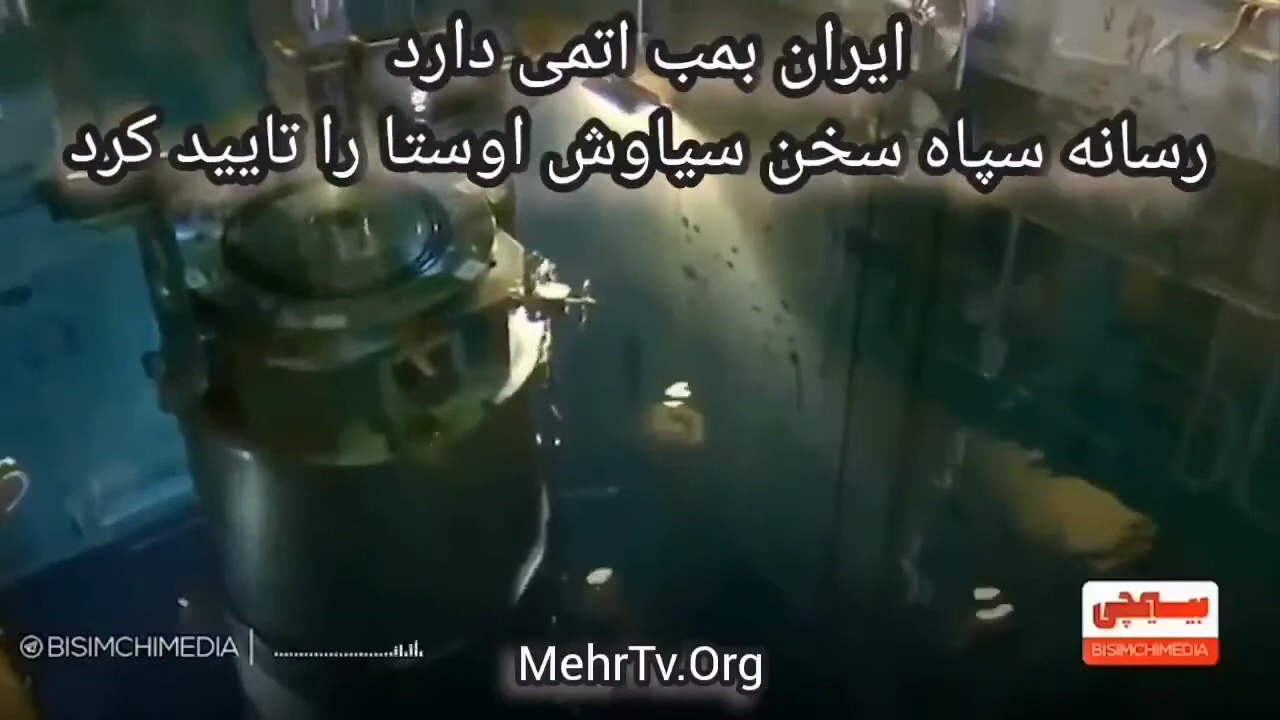 ایران بمب اتمی دارد
رسانه سپاه سخن سیاوش اوستا را تایید کرد
بیسیمچی
BISIMCHIMEDIA
BISIMCHIMEDIA
MehrTv.Org